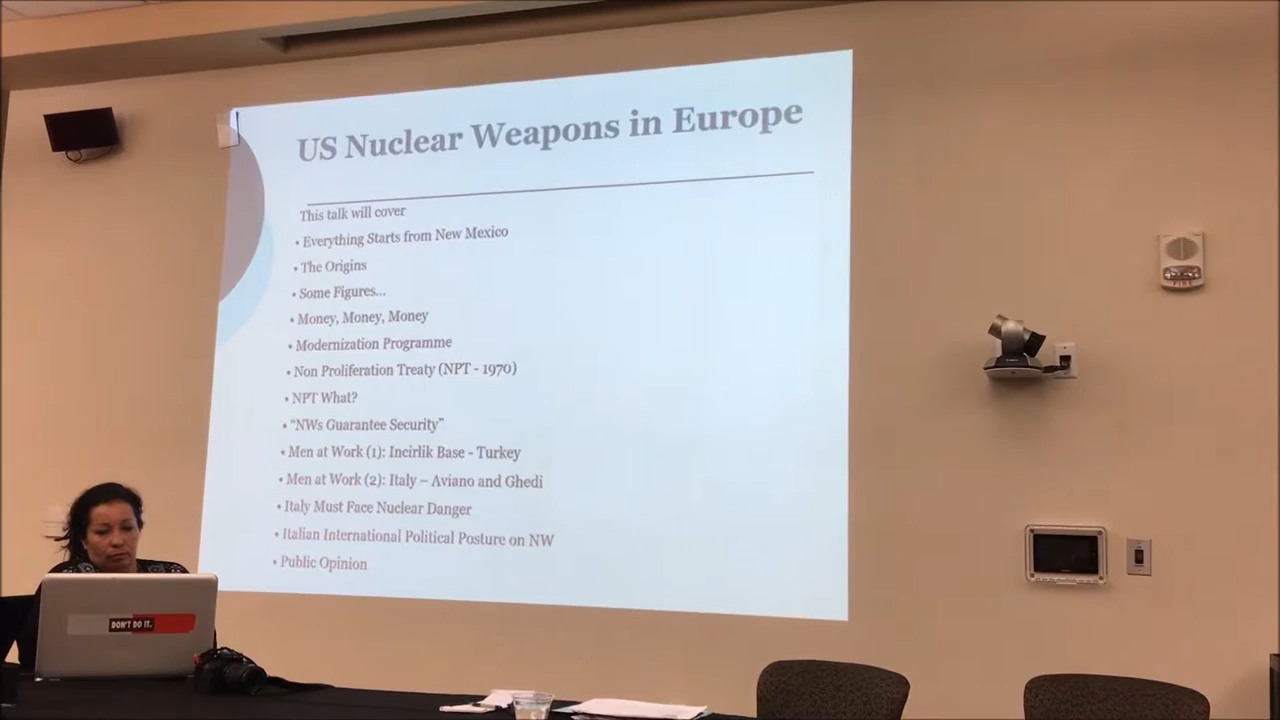 US Nuclear Weapons in Europe
This talk will cover
• Everything Starts from New Mexico
• The Origins
• Some Figures...
• Money, Money, Money
• Modernization Programme
• Non Proliferation Treaty (NPT - 1970)
• NPT What?
• “NWs Guarantee Security”
• Men at Work (1): Incirlik Base - Turkey
• Men at Work (2): Italy – Aviano and Ghedi
• Italy Must Face Nuclear Danger
• Italian International Political Posture on NW
• Public Opinion
DON'T DO IT.
FIRE